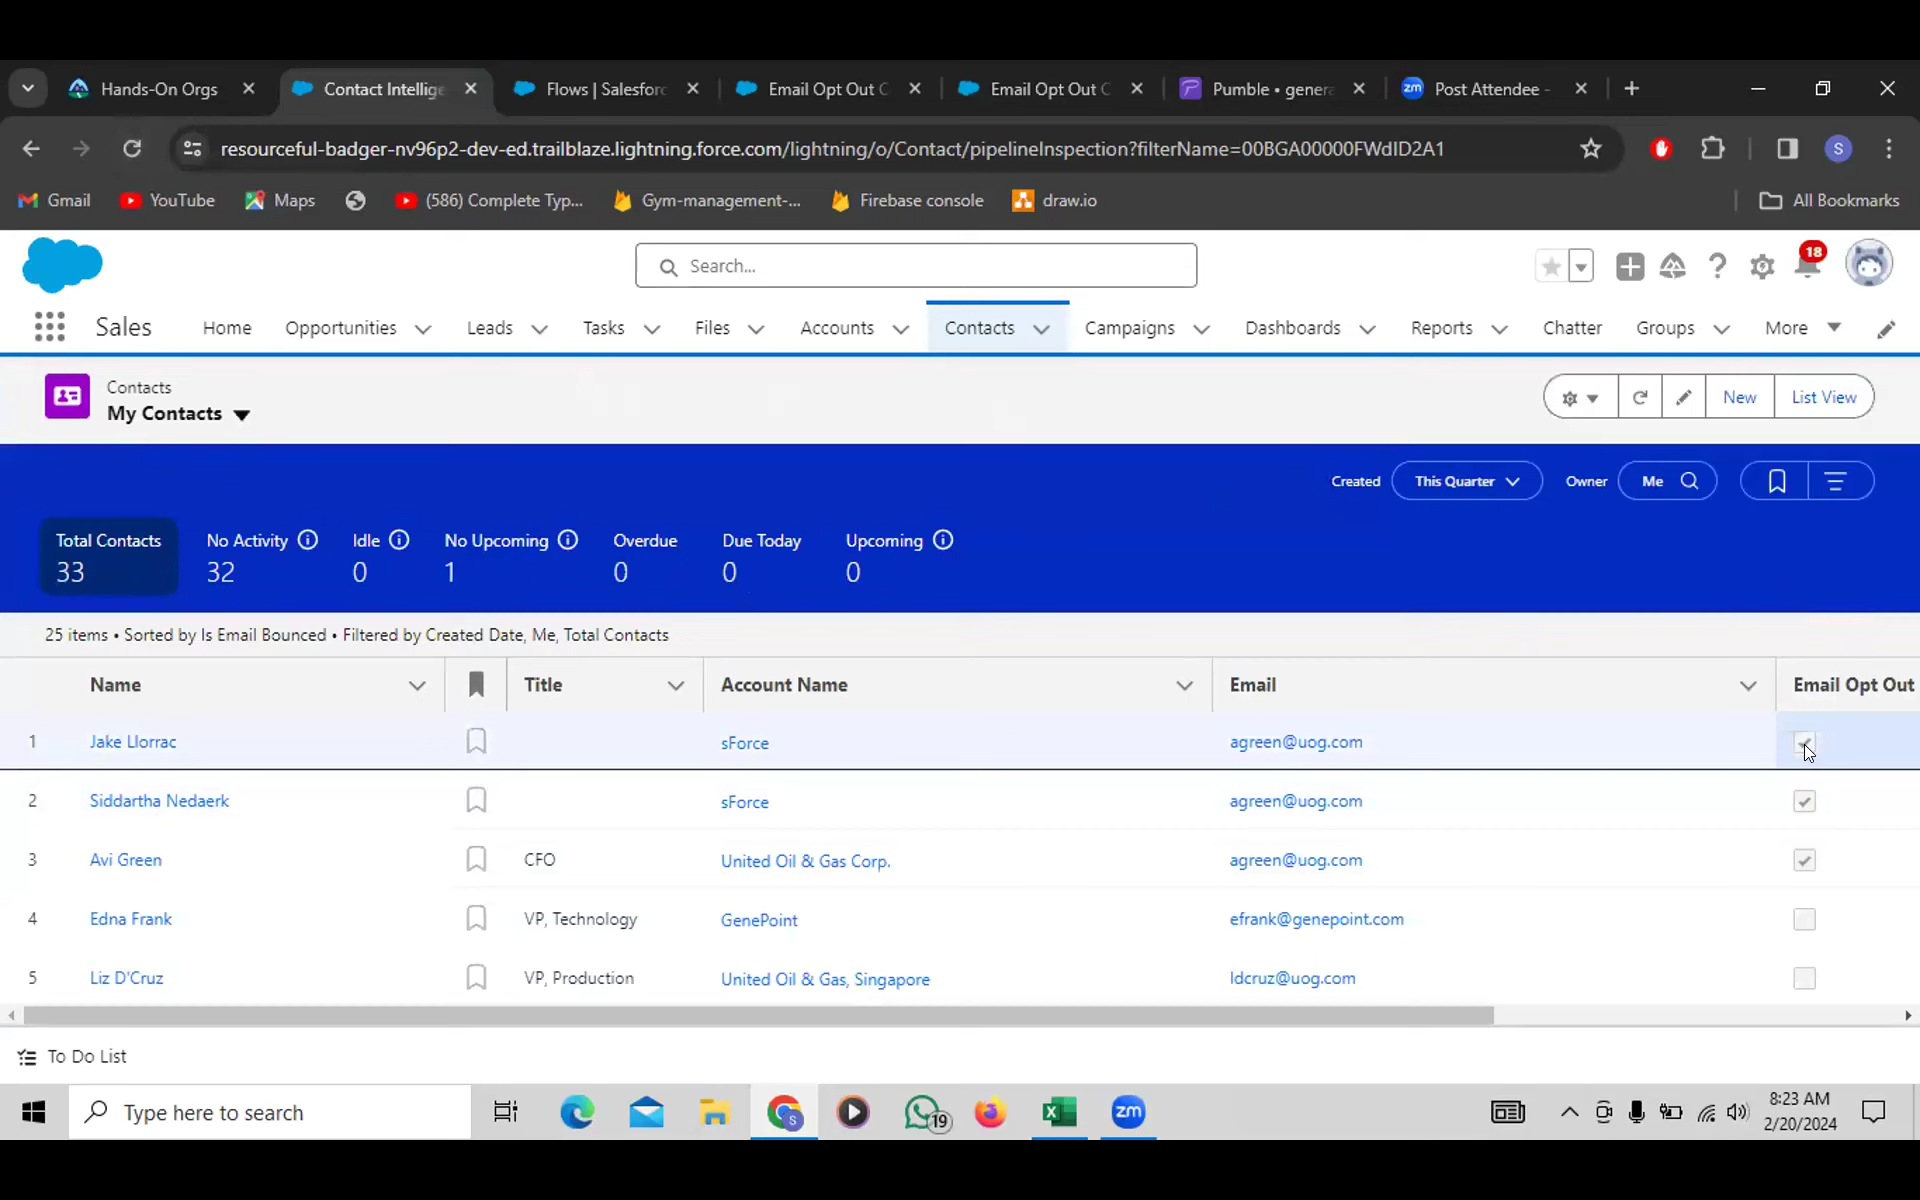 Hands-On Orgs
Contact Intellige
Flows | Salesforc
Email Opt Out C
Email Opt Out C
Pumble • genera
zm
Post Attendee -
resourceful-badger-nv96p2-dev-ed.trailblaze.lightning.force.com/lightning/o/Contact/pipelineInspection?filterName=00BGA00000FWdID2A1
S
Gmail
YouTube
Maps
(586) Complete Typ...
Gym-management-...
Firebase console
draw.io
All Bookmarks
Search...
18
Sales
Home
Opportunities
Leads
Tasks
Files
Accounts
Contacts
Campaigns
Dashboards
Reports
Chatter
Groups
More
Contacts
My Contacts
New
List View
Created
This Quarter
Owner
Me
Total Contacts
33
No Activity
32
Idle
0
No Upcoming
1
Overdue
0
Due Today
0
Upcoming
0
25 items • Sorted by Is Email Bounced • Filtered by Created Date, Me, Total Contacts
Name Title Account Name Email Email Opt Out
1 Jake Llorrac sForce agreen@uog.com
2 Siddartha Nedaerk sForce agreen@uog.com
3 Avi Green CFO United Oil & Gas Corp. agreen@uog.com
4 Edna Frank VP, Technology GenePoint efrank@genepoint.com
5 Liz D'Cruz VP, Production United Oil & Gas, Singapore ldcruz@uog.com
To Do List
Type here to search
S
19
zm
8:23 AM
2/20/2024